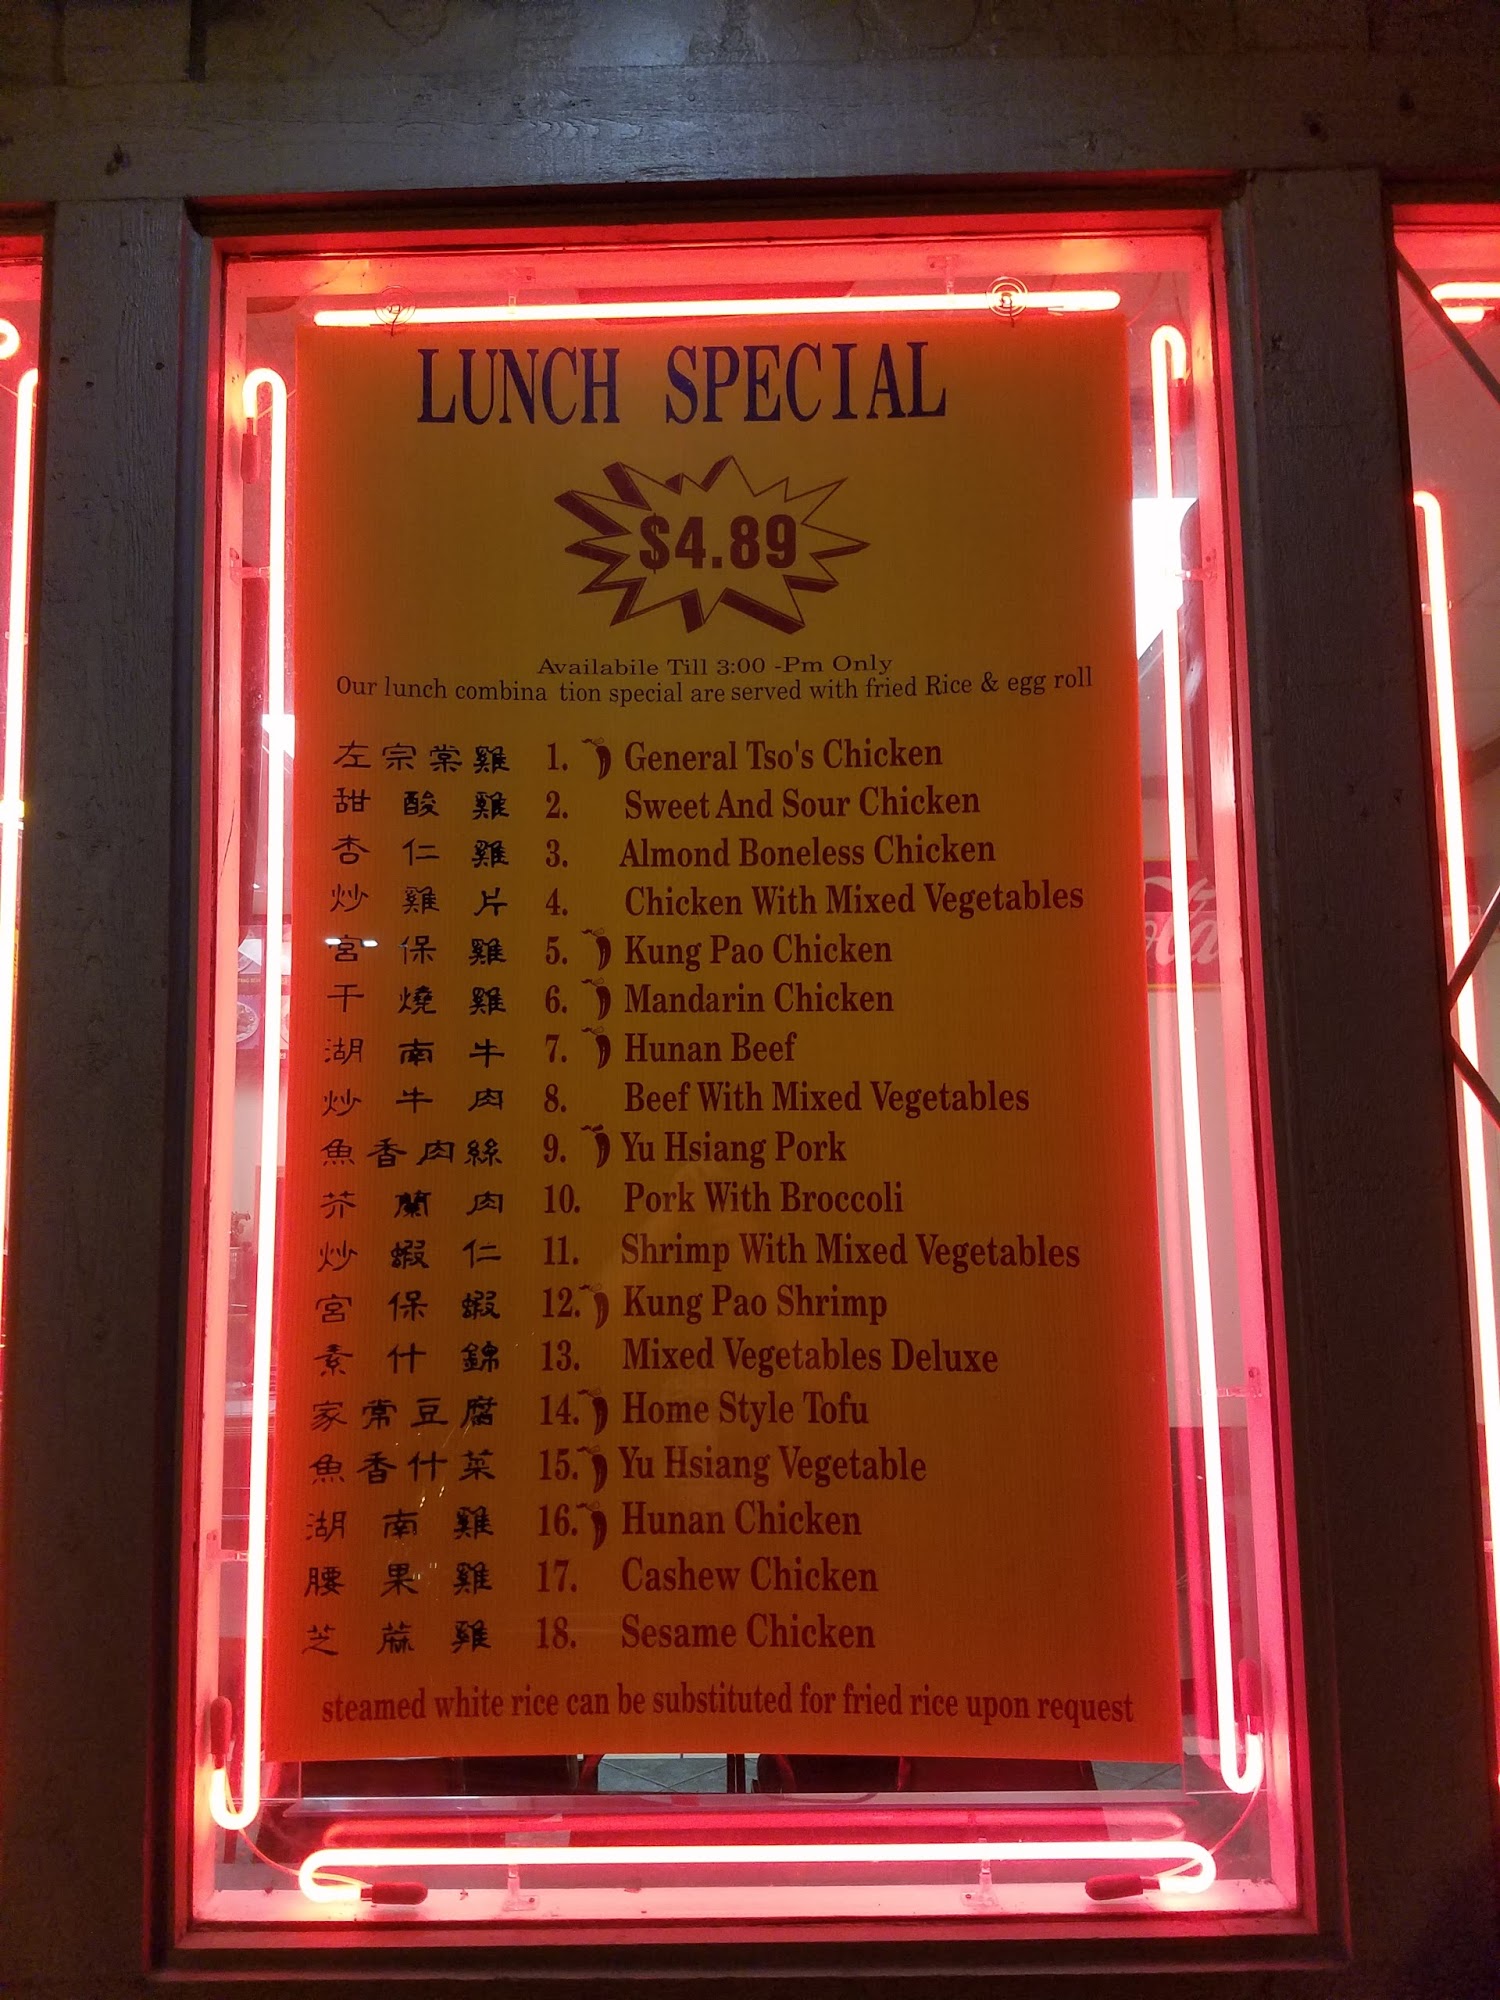 LUNCH SPECIAL
$4.89
Availabile Till 3:00 -Pm Only
Our lunch combina tion special are served with fried Rice & egg roll
左宗棠雞 1. General Tso's Chicken
甜酸雞 2. Sweet And Sour Chicken
杏仁雞 3. Almond Boneless Chicken
炒雞片 4. Chicken With Mixed Vegetables
宮保雞 5. Kung Pao Chicken
干燒雞 6. Mandarin Chicken
湖南牛 7. Hunan Beef
炒牛肉 8. Beef With Mixed Vegetables
魚香肉絲 9. Yu Hsiang Pork
芥蘭肉 10. Pork With Broccoli
炒蝦仁 11. Shrimp With Mixed Vegetables
宮保蝦 12. Kung Pao Shrimp
素什錦 13. Mixed Vegetables Deluxe
家常豆腐 14. Home Style Tofu
魚香什菜 15. Yu Hsiang Vegetable
湖南雞 16. Hunan Chicken
腰果雞 17. Cashew Chicken
芝蔴雞 18. Sesame Chicken
steamed white rice can be substituted for fried rice upon request